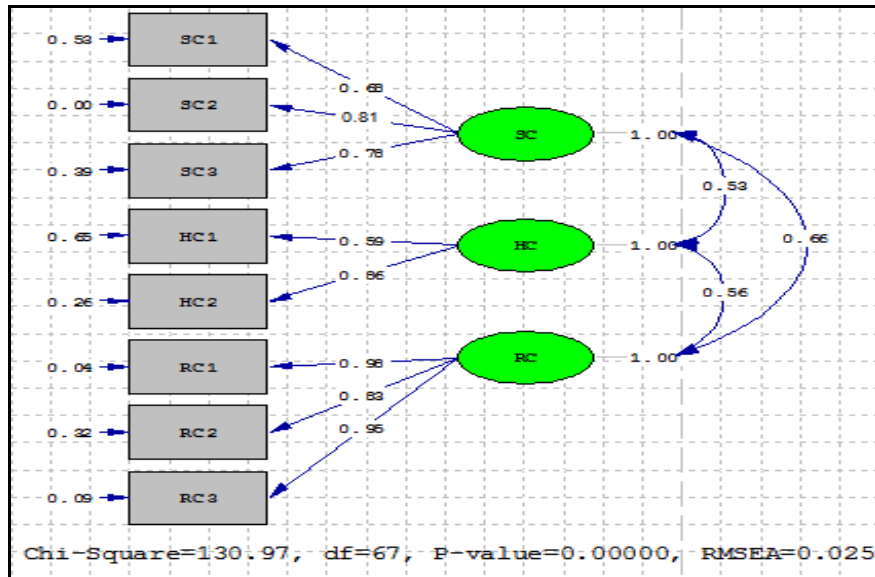 0.53 SC1
0.68
0.00 SC2
0.81
SC 1.00
0.78
0.39 SC3
0.53
0.65 HC1
0.59
0.66
HC 1.00
0.86
0.26 HC2
0.56
RC 1.00
0.04 RC1
0.98
0.83
0.32 RC2
0.95
0.09 RC3
Chi-Square=130.97, df=67, P-value=0.00000, RMSEA=0.025